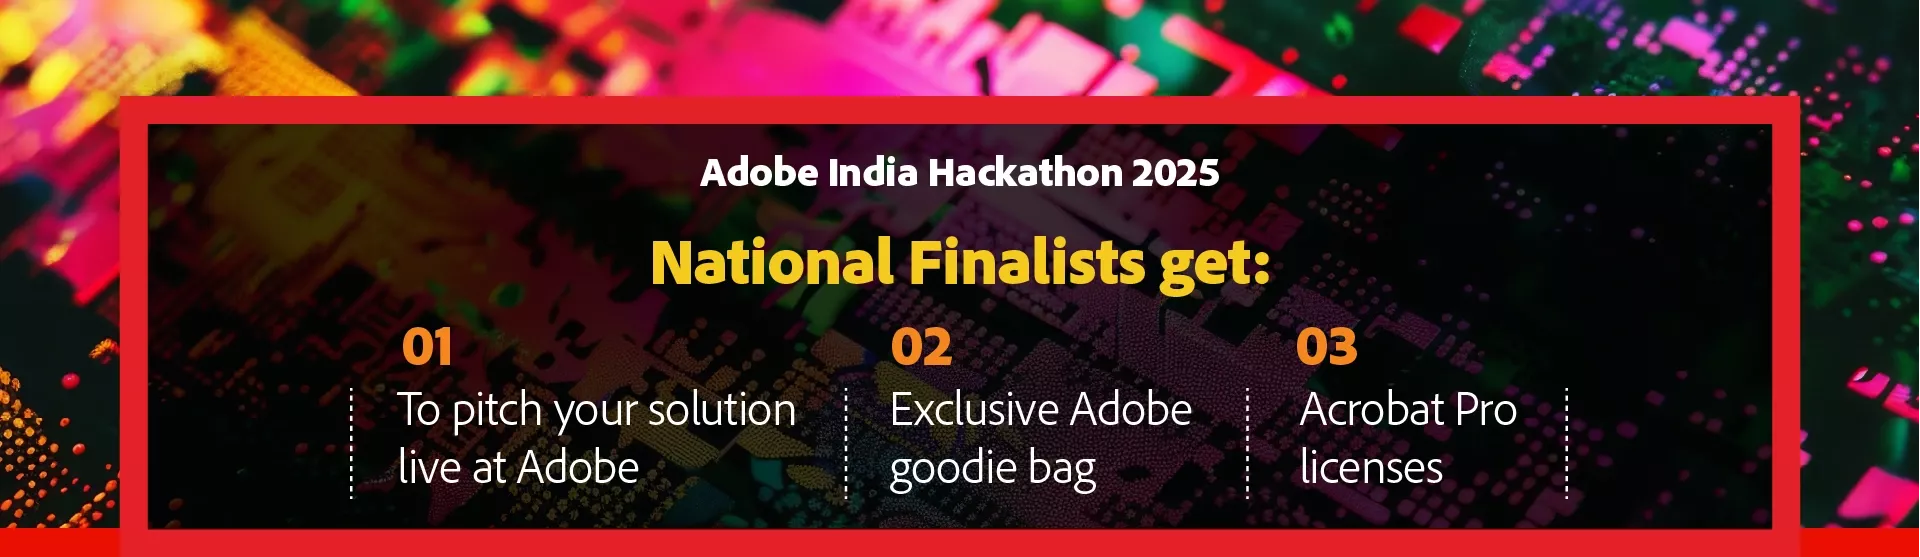 Adobe India Hackathon 2025
National Finalists get:
01
To pitch your solution
live at Adobe
02
Exclusive Adobe
goodie bag
03
Acrobat Pro
licenses